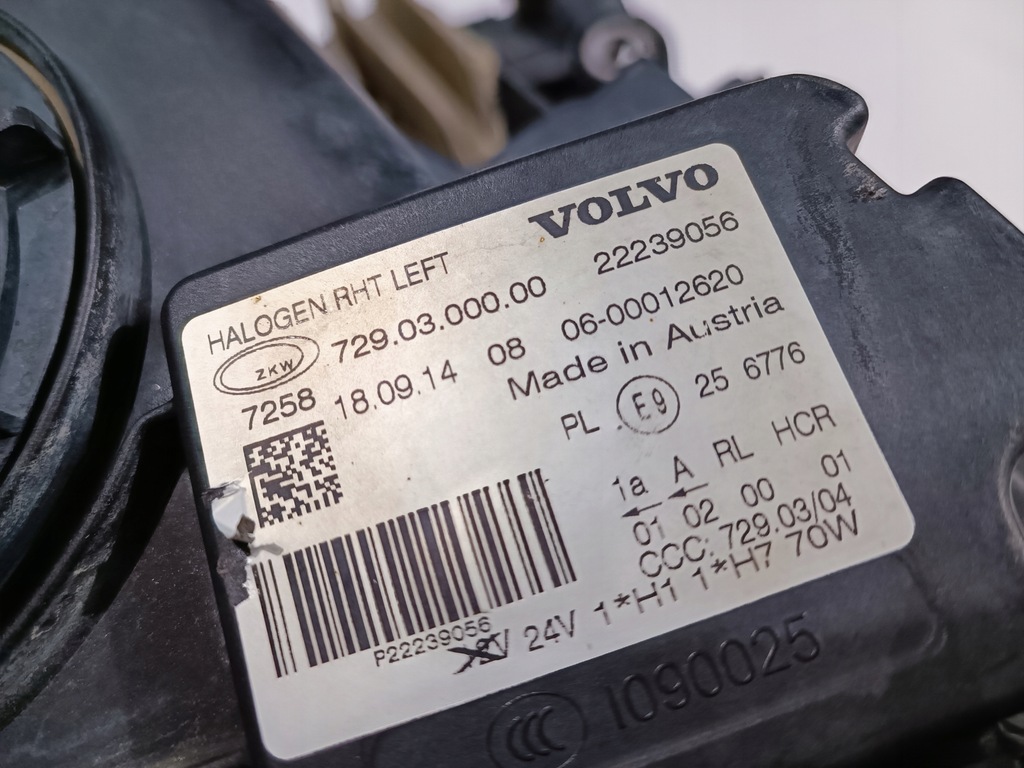 VOLVO
HALOGEN RHT LEFT
ZKW 729.03.000.00 22239056
7258 18.09.14 08 06-00012620
Made in Austria
PL E9 25 6776
1a A RL HCR
01 02 00 01
CCC: 729.03/04
P22239056
24V 1*H1 1*H7 70W
CCC I090025